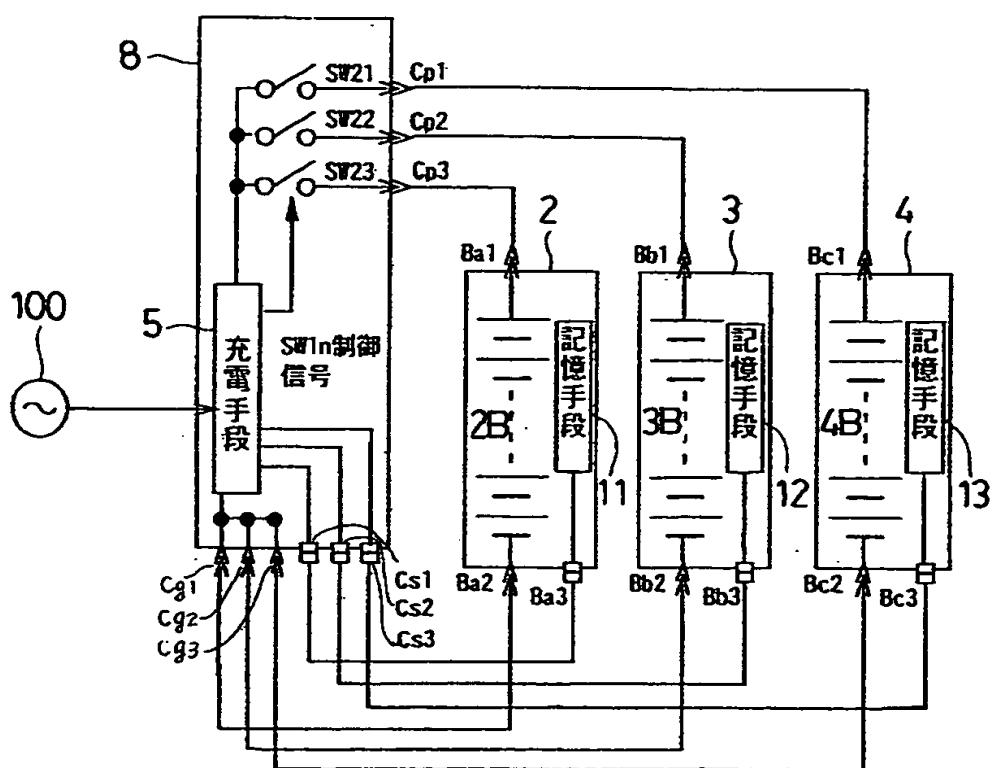 8
SW21
Cp1
SW22
Cp2
SW23
Cp3
2
3
4
Ba1
Bb1
Bc1
100
5
充電手段
SW1n制御
信号
記憶手段
記憶手段
記憶手段
2B
3B
4B
11
12
13
Cg1
Cg2
Cg3
Cs1
Cs2
Cs3
Ba2
Ba3
Bb2
Bb3
Bc2
Bc3